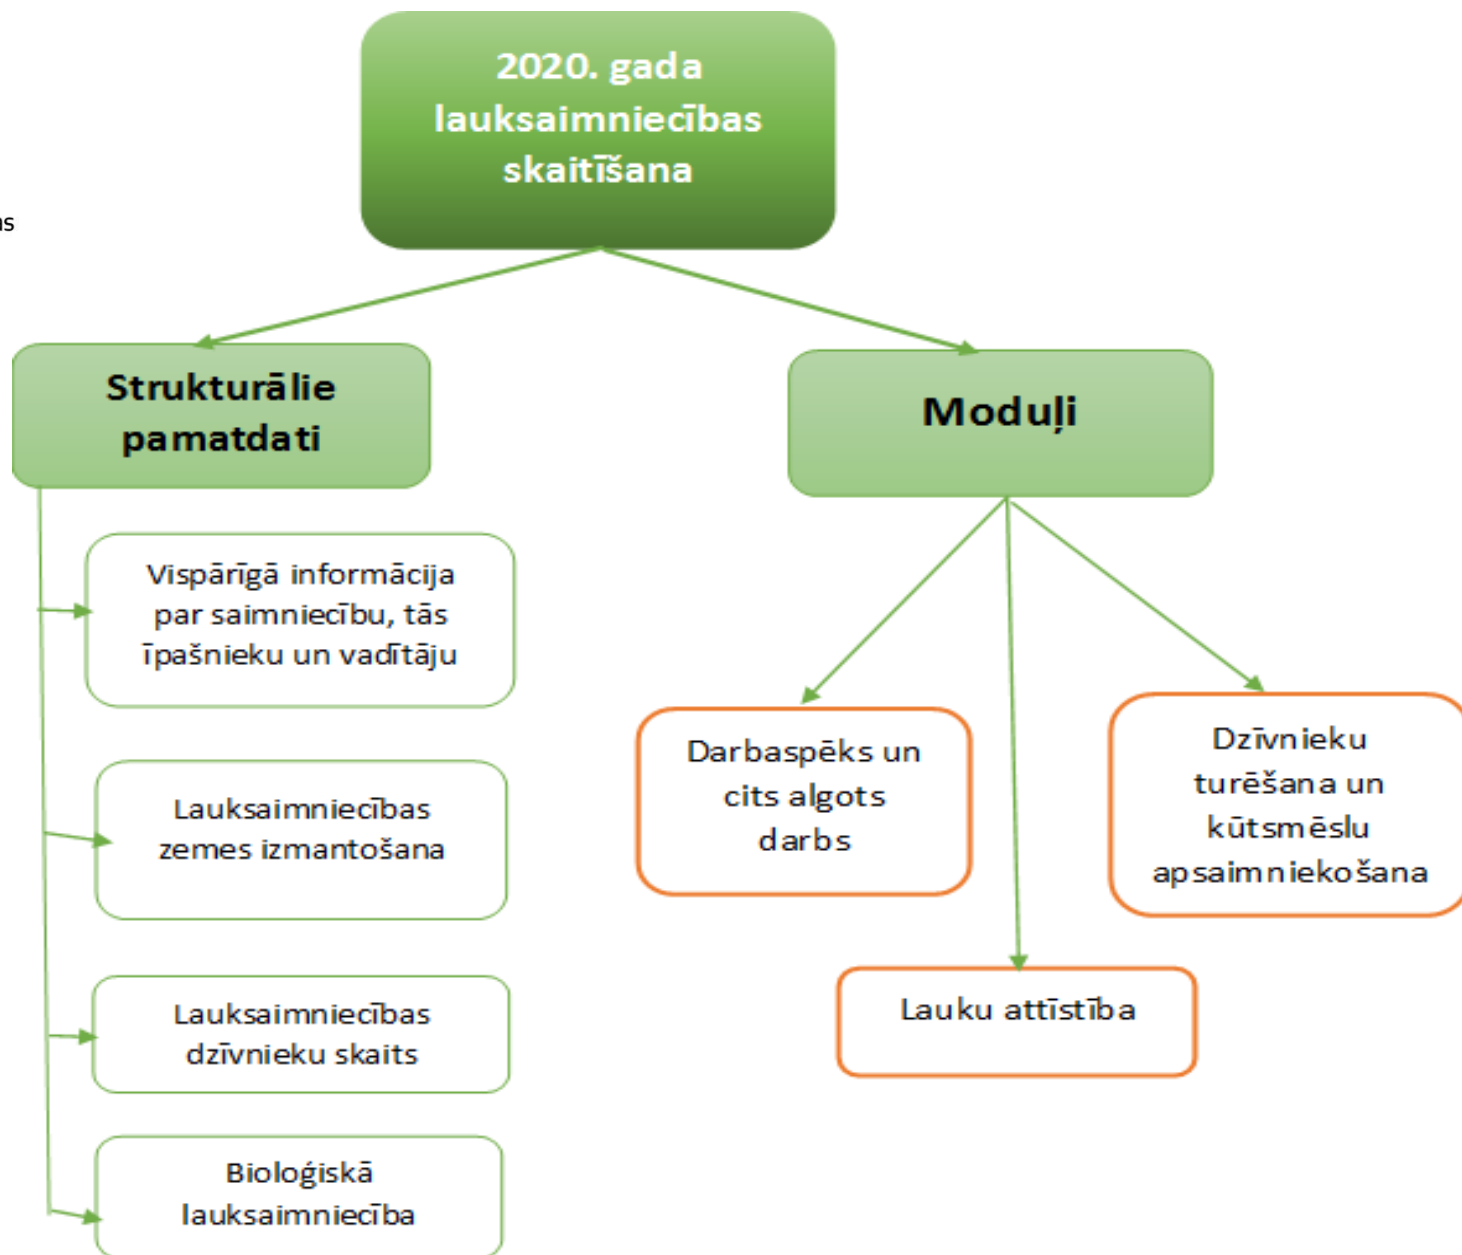 2020. gada
lauksaimniecības
skaitīšana
Strukturālie
pamatdati
Vispārīgā informācija
par saimniecību, tās
īpašnieku un vadītāju
Lauksaimniecības
zemes izmantošana
Lauksaimniecības
dzīvnieku skaits
Bioloģiskā
lauksaimniecība
Moduļi
Darbaspēks un
cits algots
darbs
Lauku attīstība
Dzīvnieku
turēšana un
kūtsmēslu
apsaimniekošana